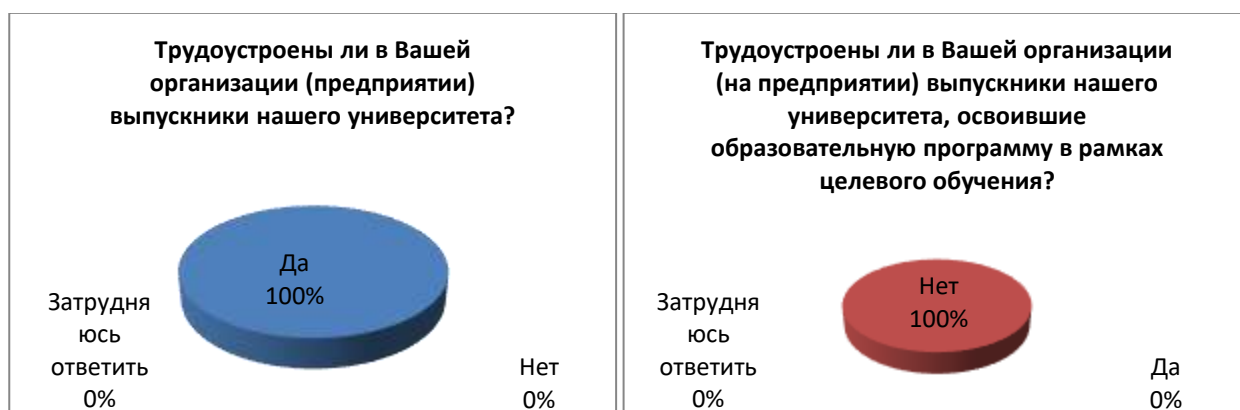 Трудоустроены ли в Вашей
организации (предприятии)
выпускники нашего университета?
Да
100%
Затрудня
юсь
ответить
0%
Нет
0%
Трудоустроены ли в Вашей организации
(на предприятии) выпускники нашего
университета, освоившие
образовательную программу в рамках
целевого обучения?
Нет
100%
Затрудня
юсь
ответить
0%
Да
0%